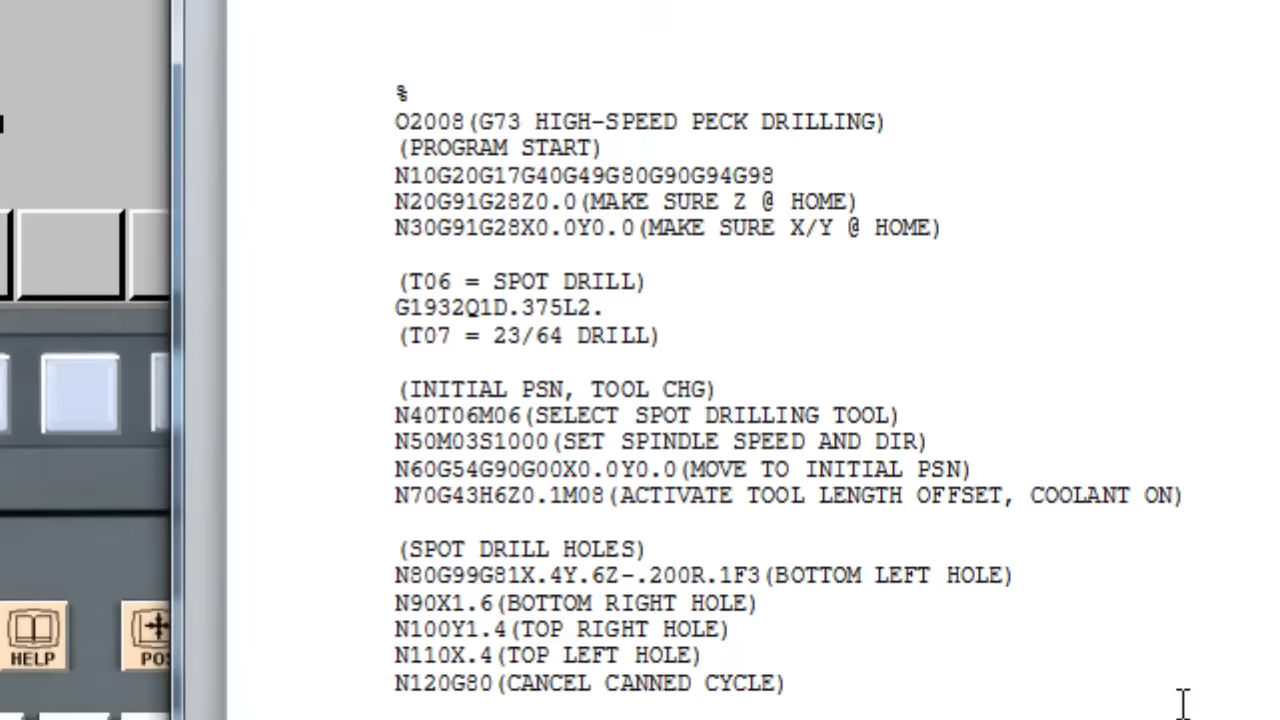 %
O2008(G73 HIGH-SPEED PECK DRILLING)
(PROGRAM START)
N10G20G17G40G49G80G90G94G98
N20G91G28Z0.0(MAKE SURE Z @ HOME)
N30G91G28X0.0Y0.0(MAKE SURE X/Y @ HOME)
(T06 = SPOT DRILL)
G1932Q1D.375L2.
(T07 = 23/64 DRILL)
(INITIAL PSN, TOOL CHG)
N40T06M06(SELECT SPOT DRILLING TOOL)
N50M03S1000(SET SPINDLE SPEED AND DIR)
N60G54G90G00X0.0Y0.0(MOVE TO INITIAL PSN)
N70G43H6Z0.1M08(ACTIVATE TOOL LENGTH OFFSET, COOLANT ON)
(SPOT DRILL HOLES)
N80G99G81X.4Y.6Z-.200R.1F3(BOTTOM LEFT HOLE)
N90X1.6(BOTTOM RIGHT HOLE)
N100Y1.4(TOP RIGHT HOLE)
N110X.4(TOP LEFT HOLE)
N120G80(CANCEL CANNED CYCLE)
HELP